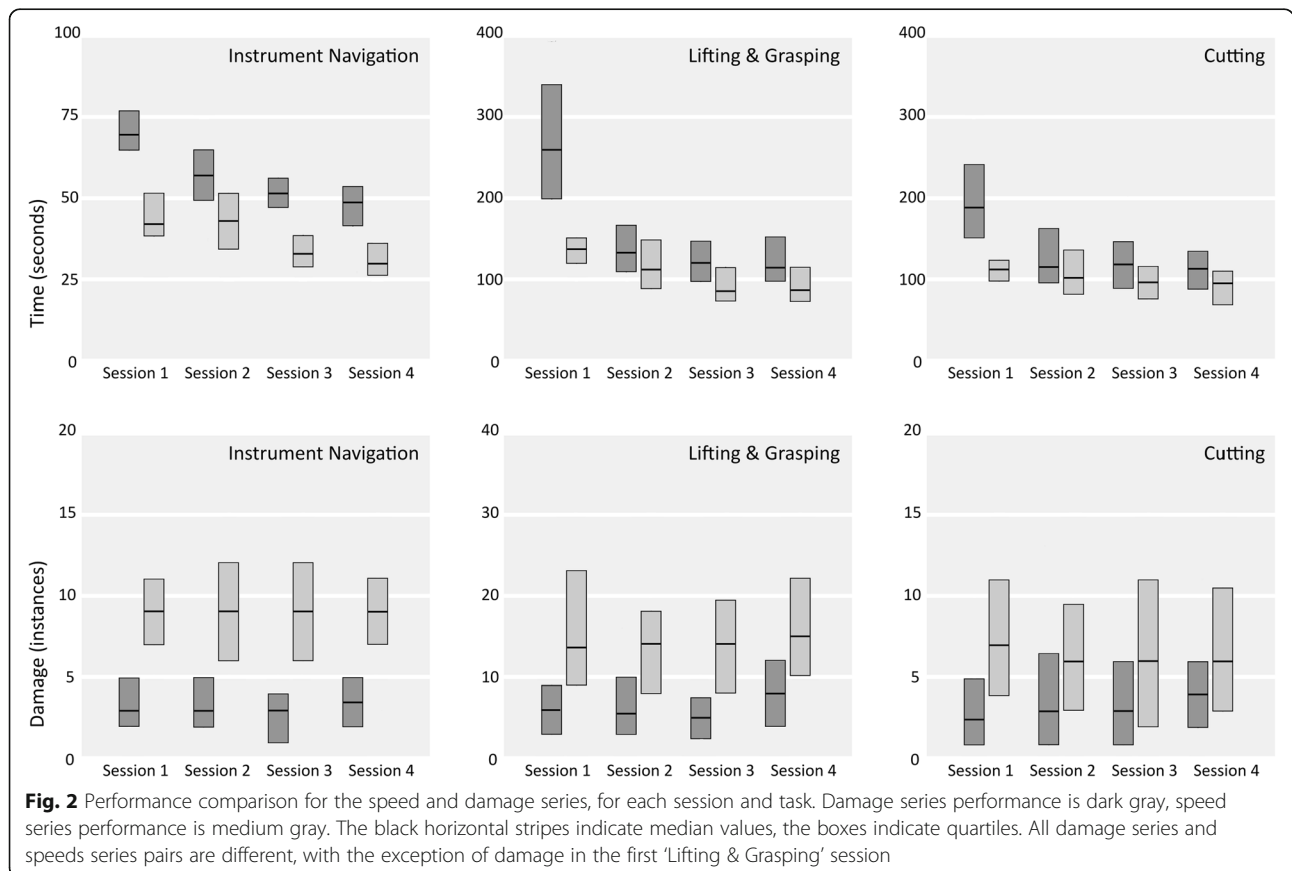 100
Instrument Navigation
75
50
25
0
Time (seconds)
Session 1 Session 2 Session 3 Session 4
400
Lifting & Grasping
300
200
100
0
Session 1 Session 2 Session 3 Session 4
400
Cutting
300
200
100
0
Session 1 Session 2 Session 3 Session 4
20
Instrument Navigation
15
10
5
0
Damage (instances)
Session 1 Session 2 Session 3 Session 4
40
Lifting & Grasping
30
20
10
0
Session 1 Session 2 Session 3 Session 4
20
Cutting
15
10
5
0
Session 1 Session 2 Session 3 Session 4
Fig. 2 Performance comparison for the speed and damage series, for each session and task. Damage series performance is dark gray, speed
series performance is medium gray. The black horizontal stripes indicate median values, the boxes indicate quartiles. All damage series and
speeds series pairs are different, with the exception of damage in the first ‘Lifting & Grasping’ session